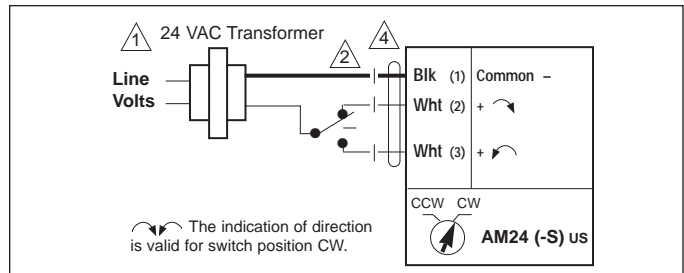 1 24 VAC Transformer
2
4
Line
Volts
Blk (1) Common –
Wht (2) +
Wht (3) +
CCW CW
AM24 (-S) US
The indication of direction
is valid for switch position CW.